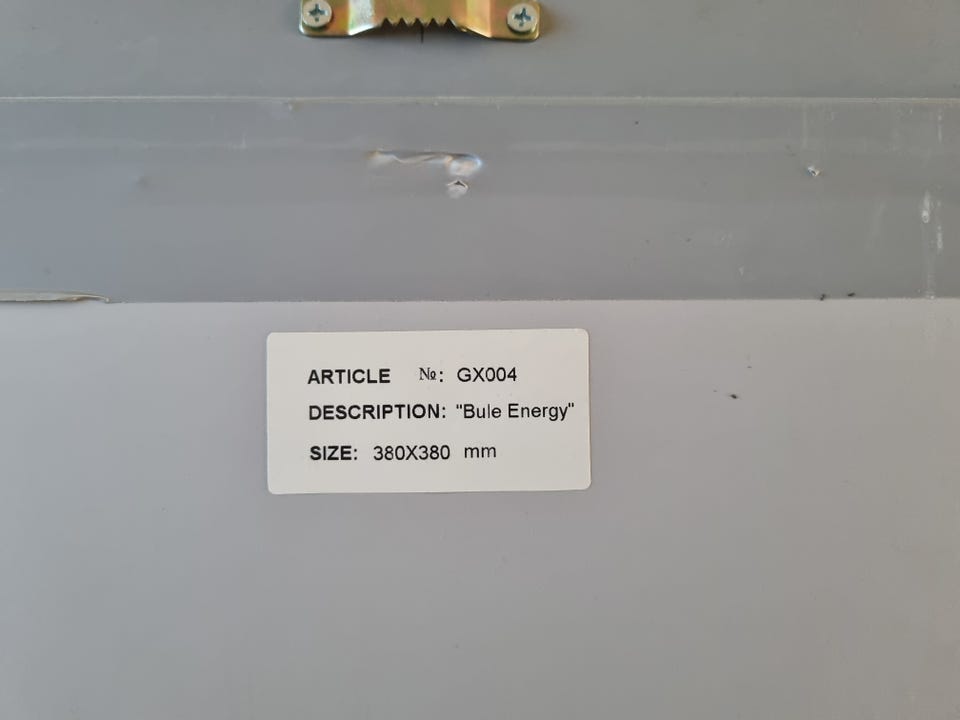 ARTICLE №: GX004
DESCRIPTION: "Bule Energy"
SIZE: 380X380 mm